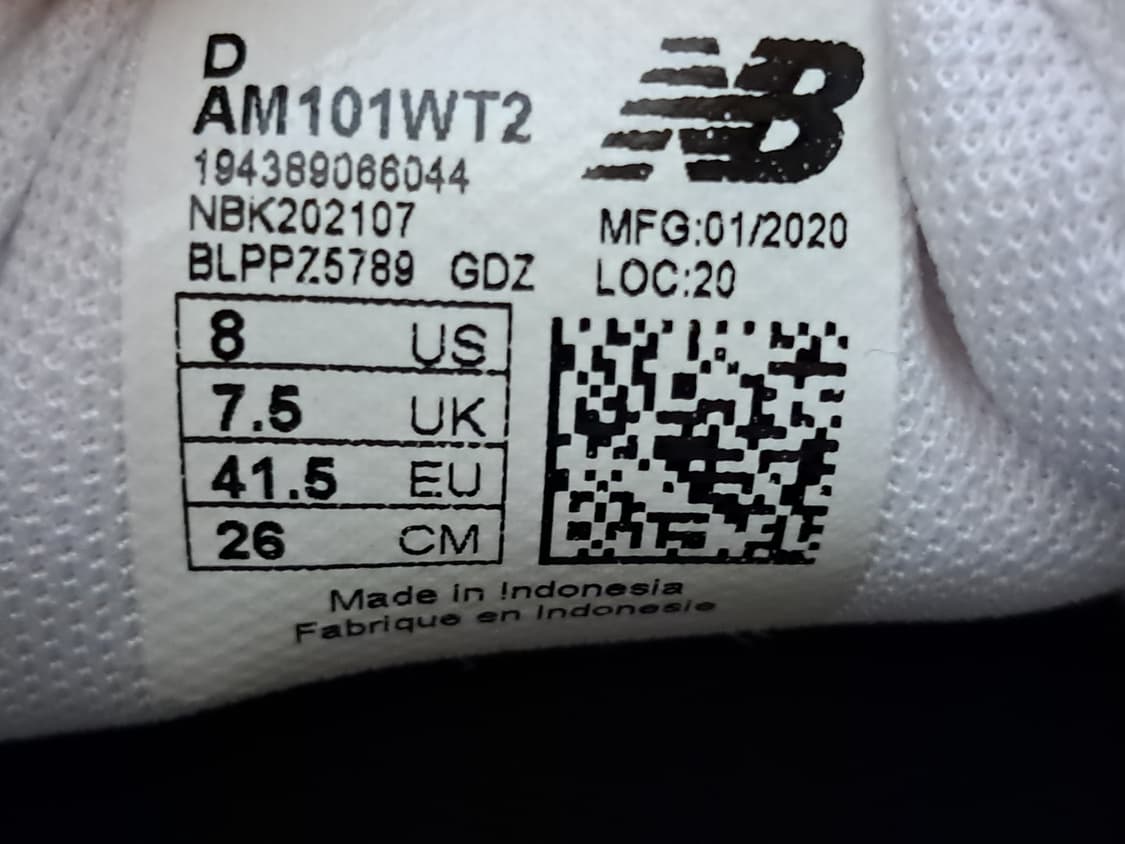 D
AM101WT2
194389066044
NBK202107
BLPPZ5789 GDZ
NB
MFG:01/2020
LOC:20
8 US
7.5 UK
41.5 EU
26 CM
Made in Indonesia
Fabrique en Indonesie